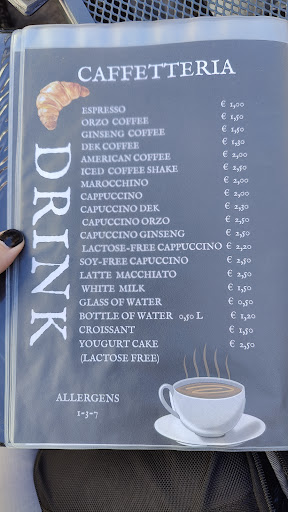 CAFFETTERIA
DRINK
ESPRESSO € 1,00
ORZO COFFEE € 1,50
GINSENG COFFEE € 1,50
DEK COFFEE € 1,50
AMERICAN COFFEE € 2,00
ICED COFFEE SHAKE € 2,50
MAROCCHINO € 2,00
CAPPUCCINO € 2,00
CAPUCCINO DEK € 2,30
CAPUCCINO ORZO € 2,50
CAPUCCINO GINSENG € 2,50
LACTOSE-FREE CAPPUCCINO € 2,20
SOY-FREE CAPUCCINO € 2,50
LATTE MACCHIATO € 2,50
WHITE MILK € 1,50
GLASS OF WATER € 0,50
BOTTLE OF WATER 0,50 L € 1,20
CROISSANT € 1,50
YOUGURT CAKE € 2,50
(LACTOSE FREE)
ALLERGENS
1-3-7